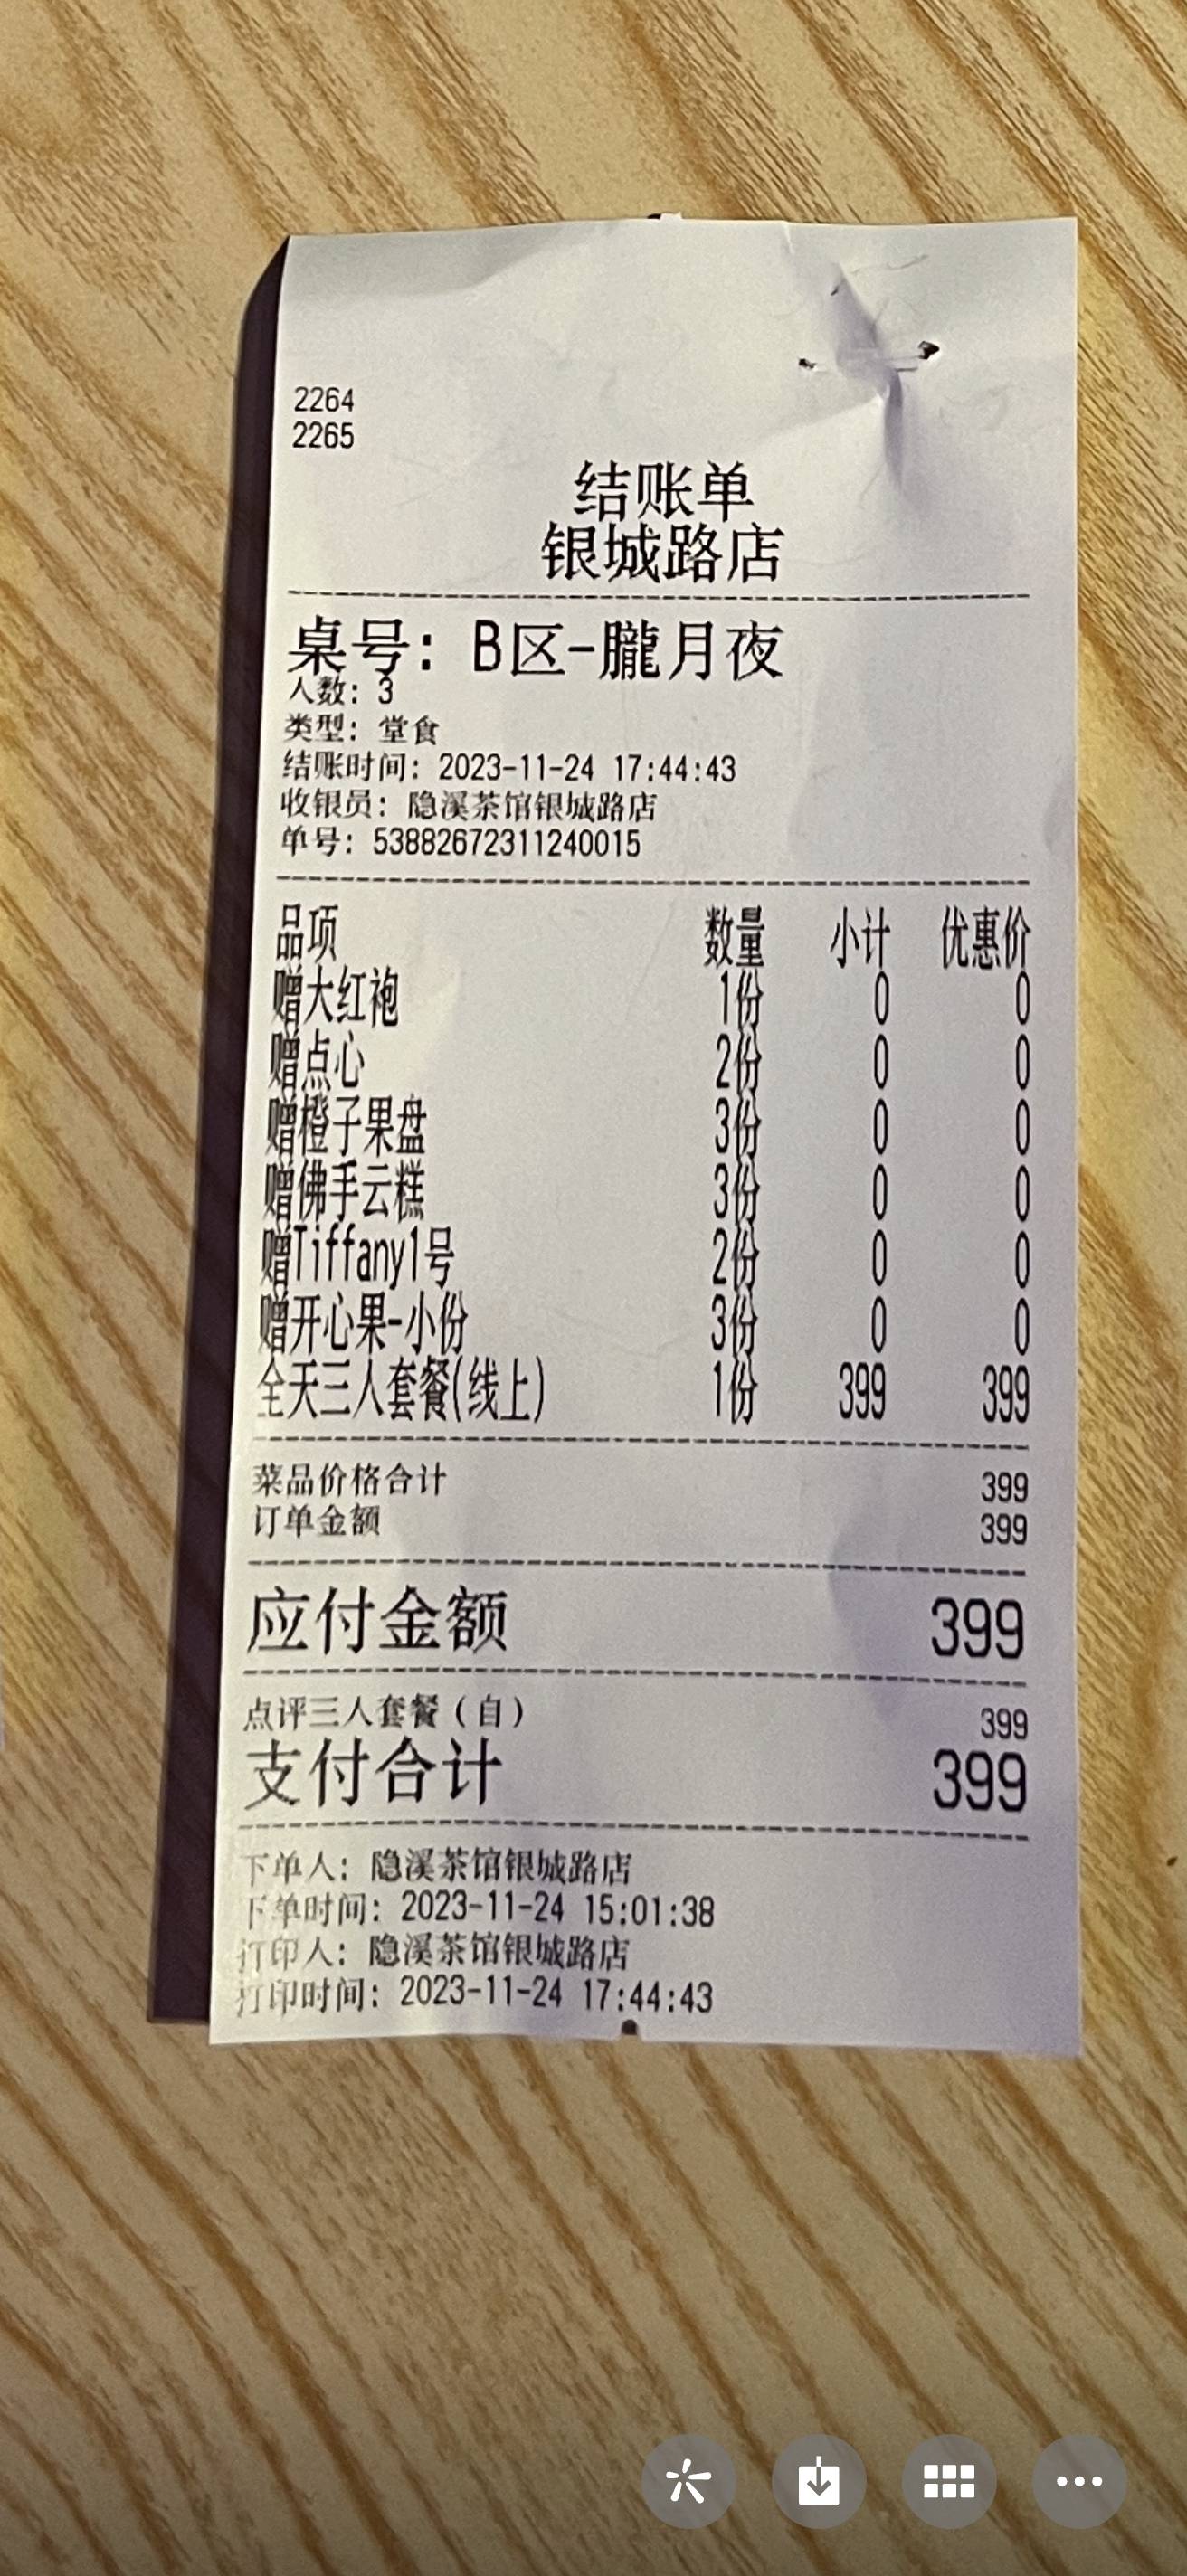 2264
2265
结账单
银城路店
桌号: B区-朧月夜
人数: 3
类型: 堂食
结账时间: 2023-11-24 17:44:43
收银员: 隐溪茶馆银城路店
单号: 53882672311240015
品项 数量 小计 优惠价
赠大红袍 1份 0 0
赠点心 2份 0 0
赠橙子果盘 3份 0 0
赠佛手云糕 3份 0 0
赠Tiffany1号 2份 0 0
赠开心果-小份 3份 0 0
全天三人套餐(线上) 1份 399 399
菜品价格合计 399
订单金额 399
应付金额 399
点评三人套餐（自） 399
支付合计 399
下单人: 隐溪茶馆银城路店
下单时间: 2023-11-24 15:01:38
打印人: 隐溪茶馆银城路店
打印时间: 2023-11-24 17:44:43